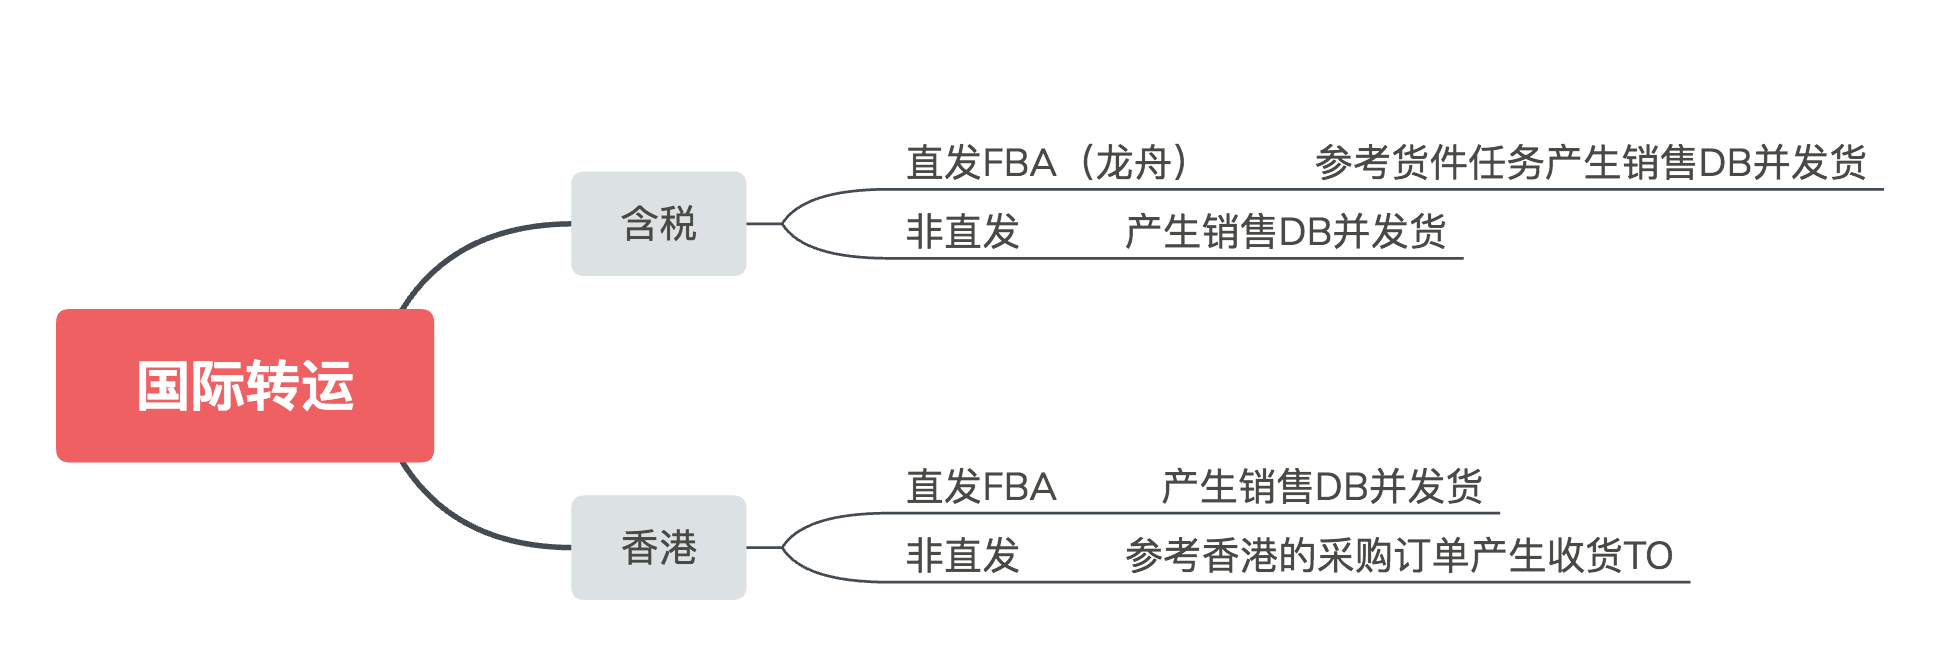 直发FBA（龙舟） 参考货件任务产生销售DB并发货
含税
非直发 产生销售DB并发货
国际转运
直发FBA 产生销售DB并发货
香港
非直发 参考香港的采购订单产生收货TO